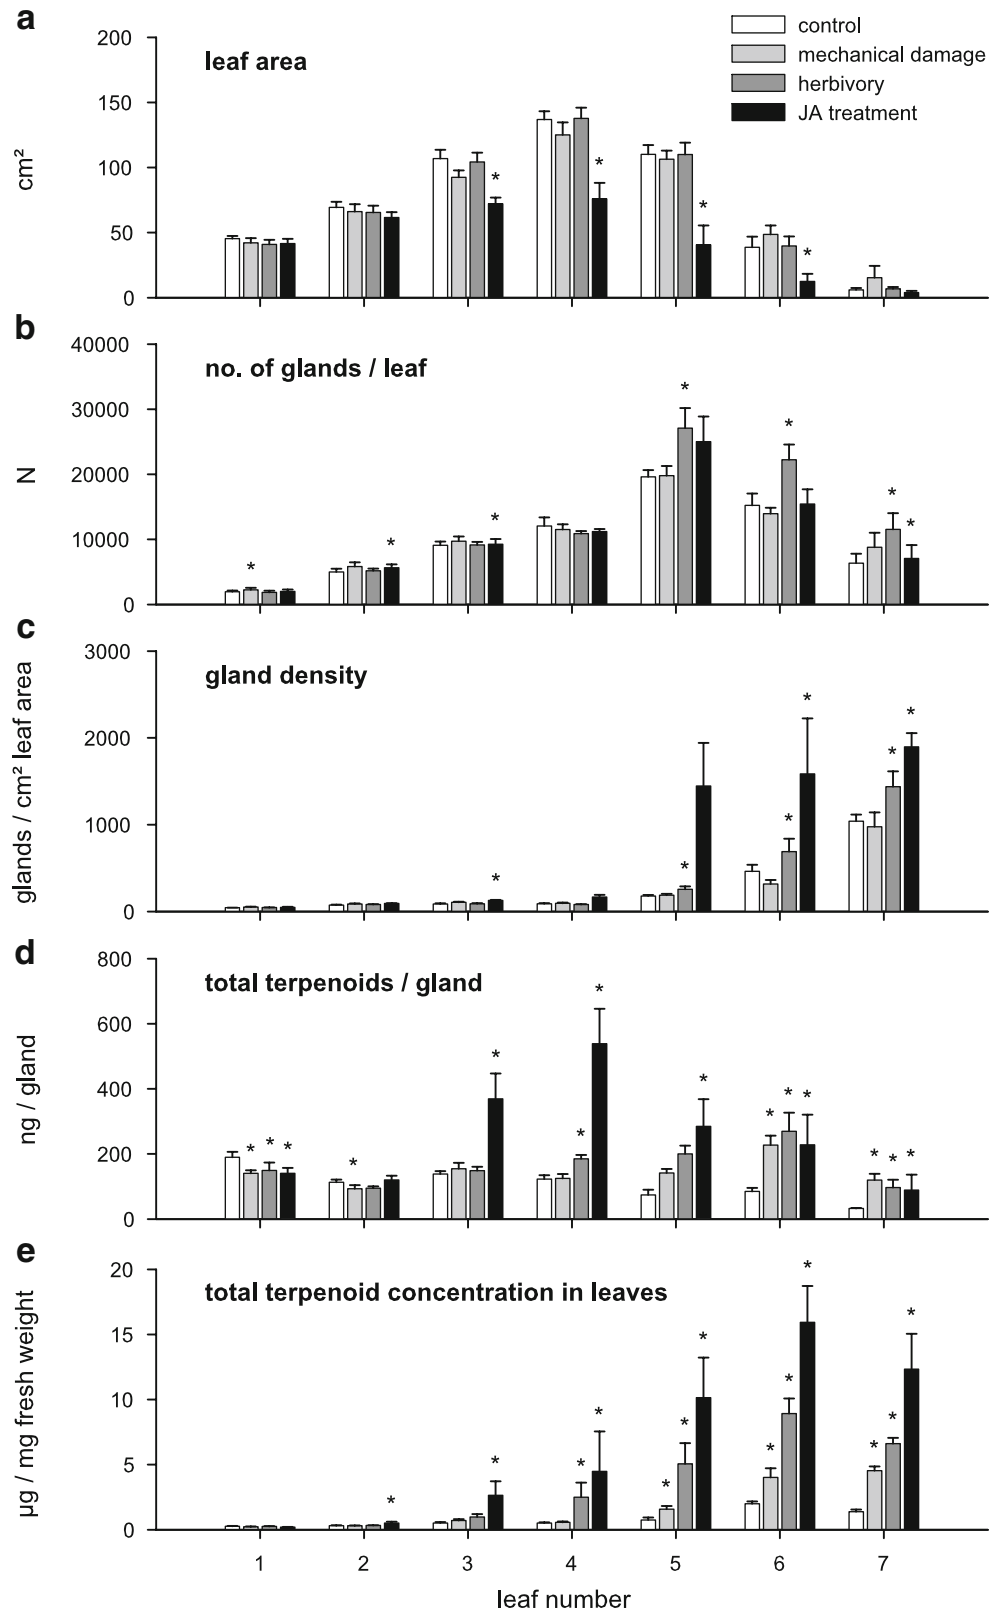 a
200
leaf area
control
mechanical damage
herbivory
JA treatment
150
100
50
0
cm²
* * * *
b
40000
no. of glands / leaf
30000
20000
10000
0
N
* * * * * * *
c
3000
gland density
2000
1000
0
glands / cm² leaf area
* * * * * *
d
800
total terpenoids / gland
600
400
200
0
ng / gland
* * * * * * * * * * * * * *
e
20
total terpenoid concentration in leaves
15
10
5
0
µg / mg fresh weight
* * * * * * * * * * * * *
1 2 3 4 5 6 7
leaf number